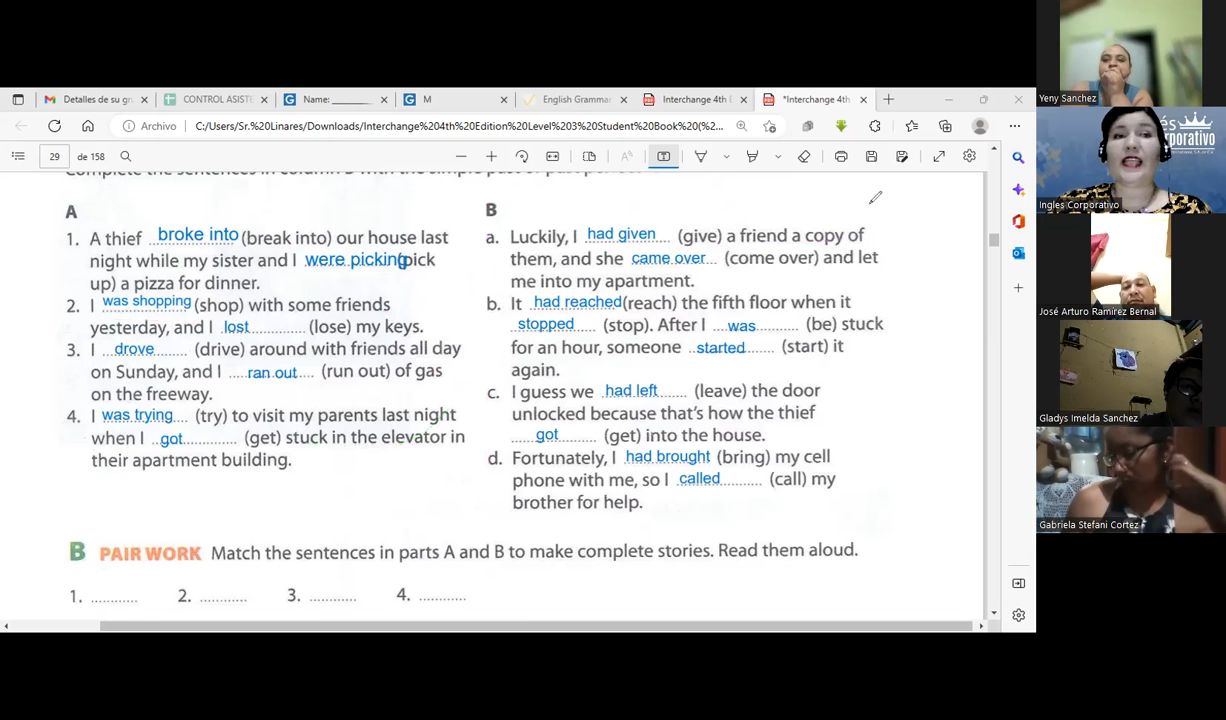 Detalles de su gr
CONTROL ASIST
Name: ________
M
English Grammar
Interchange 4th E
*Interchange 4th
Archivo
C:/Users/Sr.%20Linares/Downloads/Interchange%204th%20Edition%20Level%203%20Student%20Book%20(%2...
29
de 158
A
1. A thief broke into (break into) our house last
night while my sister and I were picking (pick
up) a pizza for dinner.
2. I was shopping (shop) with some friends
yesterday, and I lost (lose) my keys.
3. I drove (drive) around with friends all day
on Sunday, and I ran out (run out) of gas
on the freeway.
4. I was trying (try) to visit my parents last night
when I got (get) stuck in the elevator in
their apartment building.
B
a. Luckily, I had given (give) a friend a copy of
them, and she came over (come over) and let
me into my apartment.
b. It had reached (reach) the fifth floor when it
stopped (stop). After I was (be) stuck
for an hour, someone started (start) it
again.
c. I guess we had left (leave) the door
unlocked because that's how the thief
got (get) into the house.
d. Fortunately, I had brought (bring) my cell
phone with me, so I called (call) my
brother for help.
B PAIR WORK Match the sentences in parts A and B to make complete stories. Read them aloud.
1. ............ 2. ............ 3. ............ 4. ............
Yeny Sanchez
és
orporativo
Ingles Corporativo
José Arturo Ramirez Bernal
Gladys Imelda Sanchez
Gabriela Stefani Cortez